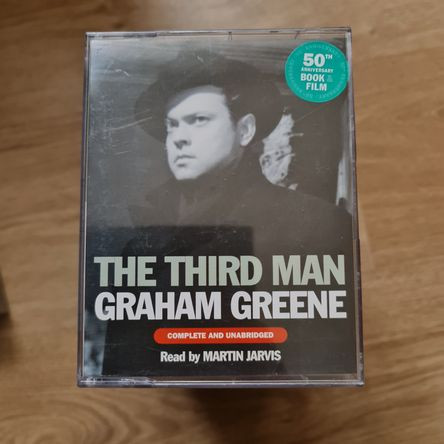 50TH
ANNIVERSARY
BOOK &
FILM
THE THIRD MAN
GRAHAM GREENE
COMPLETE AND UNABRIDGED
Read by MARTIN JARVIS